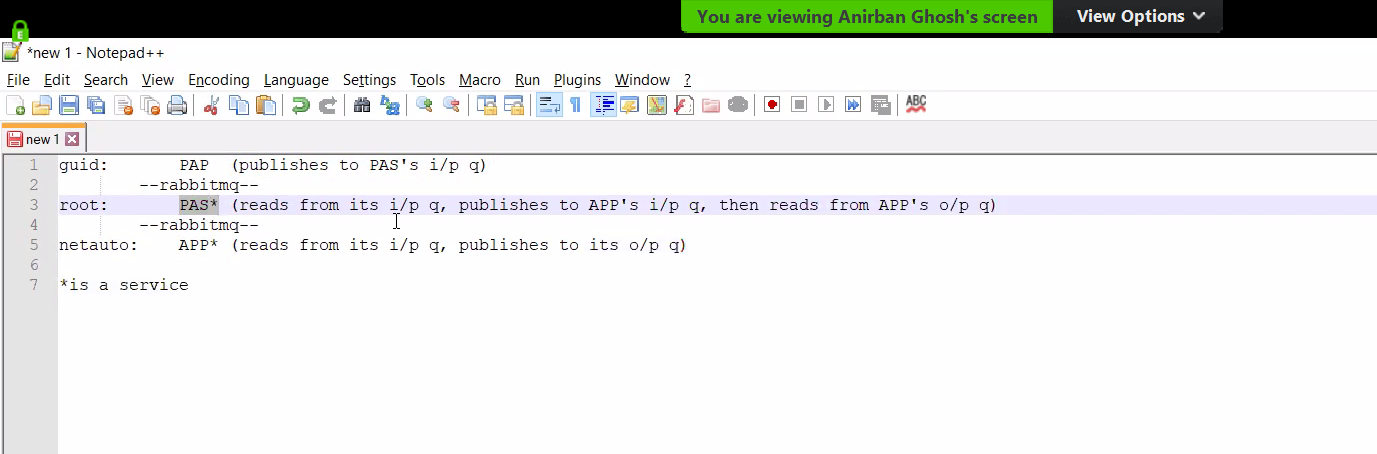 You are viewing Anirban Ghosh's screen View Options
E
*new 1 - Notepad++
File Edit Search View Encoding Language Settings Tools Macro Run Plugins Window ?
ABC
new 1
1 guid: PAP (publishes to PAS's i/p q)
2 --rabbitmq--
3 root: PAS* (reads from its i/p q, publishes to APP's i/p q, then reads from APP's o/p q)
4 --rabbitmq--
5 netauto: APP* (reads from its i/p q, publishes to its o/p q)
6
7 *is a service